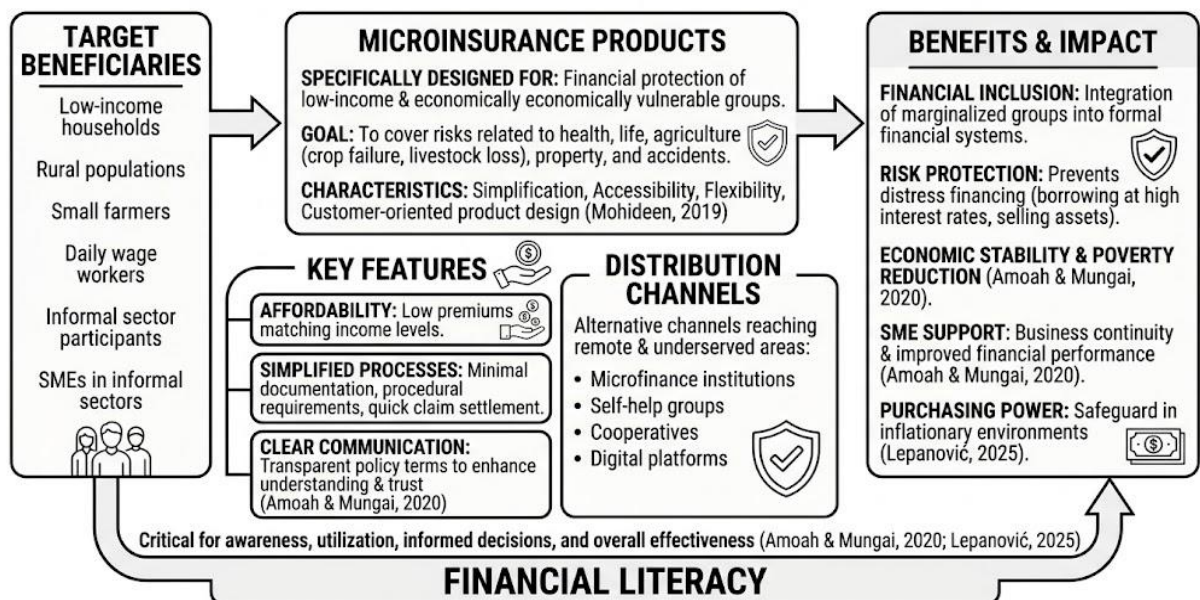 TARGET
BENEFICIARIES
Low-income
households
Rural populations
Small farmers
Daily wage
workers
Informal sector
participants
SMEs in informal
sectors
MICROINSURANCE PRODUCTS
SPECIFICALLY DESIGNED FOR: Financial protection of
low-income & economically economically vulnerable groups.
GOAL: To cover risks related to health, life, agriculture
(crop failure, livestock loss), property, and accidents.
CHARACTERISTICS: Simplification, Accessibility, Flexibility,
Customer-oriented product design (Mohideen, 2019)
KEY FEATURES
$
AFFORDABILITY: Low premiums
matching income levels.
SIMPLIFIED PROCESSES: Minimal
documentation, procedural
requirements, quick claim settlement.
CLEAR COMMUNICATION:
Transparent policy terms to enhance
understanding & trust
(Amoah & Mungai, 2020)
DISTRIBUTION
CHANNELS
Alternative channels reaching
remote & underserved areas:
• Microfinance institutions
• Self-help groups
• Cooperatives
• Digital platforms
BENEFITS & IMPACT
FINANCIAL INCLUSION: Integration
of marginalized groups into formal
financial systems.
RISK PROTECTION: Prevents
distress financing (borrowing at high
interest rates, selling assets).
ECONOMIC STABILITY & POVERTY
REDUCTION (Amoah & Mungai,
2020).
SME SUPPORT: Business continuity
& improved financial performance
(Amoah & Mungai, 2020).
PURCHASING POWER: Safeguard in
inflationary environments
(Lepanović, 2025).
$
Critical for awareness, utilization, informed decisions, and overall effectiveness (Amoah & Mungai, 2020; Lepanović, 2025)
FINANCIAL LITERACY